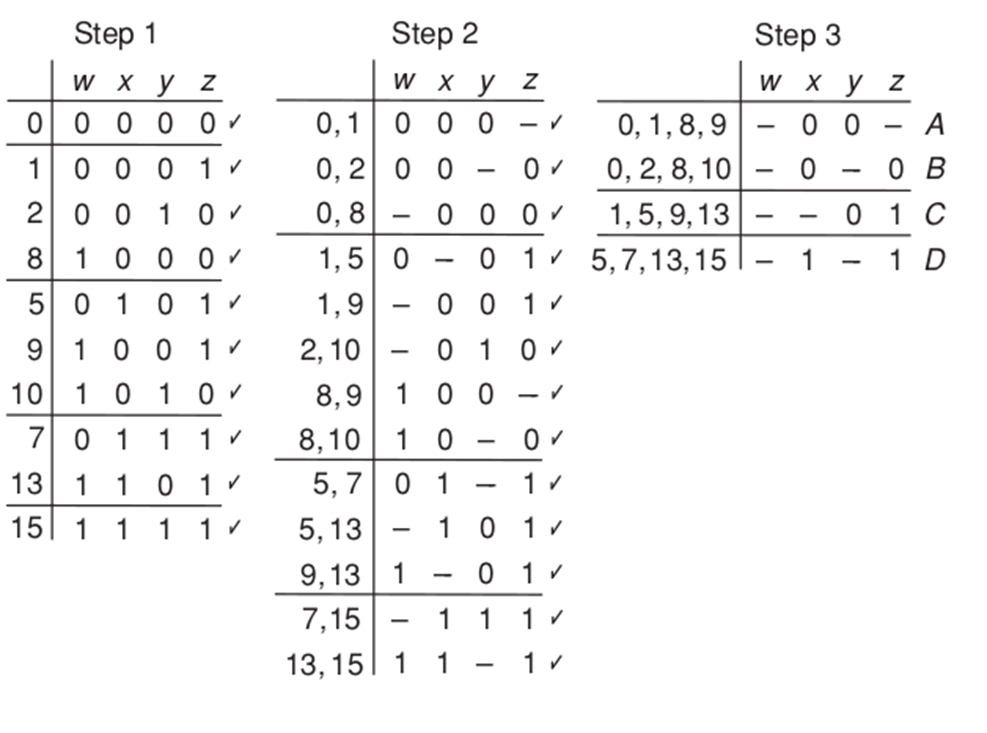 Step 1
w x y z
0 0 0 0 0 ✓
1 0 0 0 1 ✓
2 0 0 1 0 ✓
8 1 0 0 0 ✓
5 0 1 0 1 ✓
9 1 0 0 1 ✓
10 1 0 1 0 ✓
7 0 1 1 1 ✓
13 1 1 0 1 ✓
15 1 1 1 1 ✓
Step 2
w x y z
0, 1 0 0 0 – ✓
0, 2 0 0 – 0 ✓
0, 8 – 0 0 0 ✓
1, 5 0 – 0 1 ✓
1, 9 – 0 0 1 ✓
2, 10 – 0 1 0 ✓
8, 9 1 0 0 – ✓
8, 10 1 0 – 0 ✓
5, 7 0 1 – 1 ✓
5, 13 – 1 0 1 ✓
9, 13 1 – 0 1 ✓
7, 15 – 1 1 1 ✓
13, 15 1 1 – 1 ✓
Step 3
w x y z
0, 1, 8, 9 – 0 0 – A
0, 2, 8, 10 – 0 – 0 B
1, 5, 9, 13 – – 0 1 C
5, 7, 13, 15 – 1 – 1 D